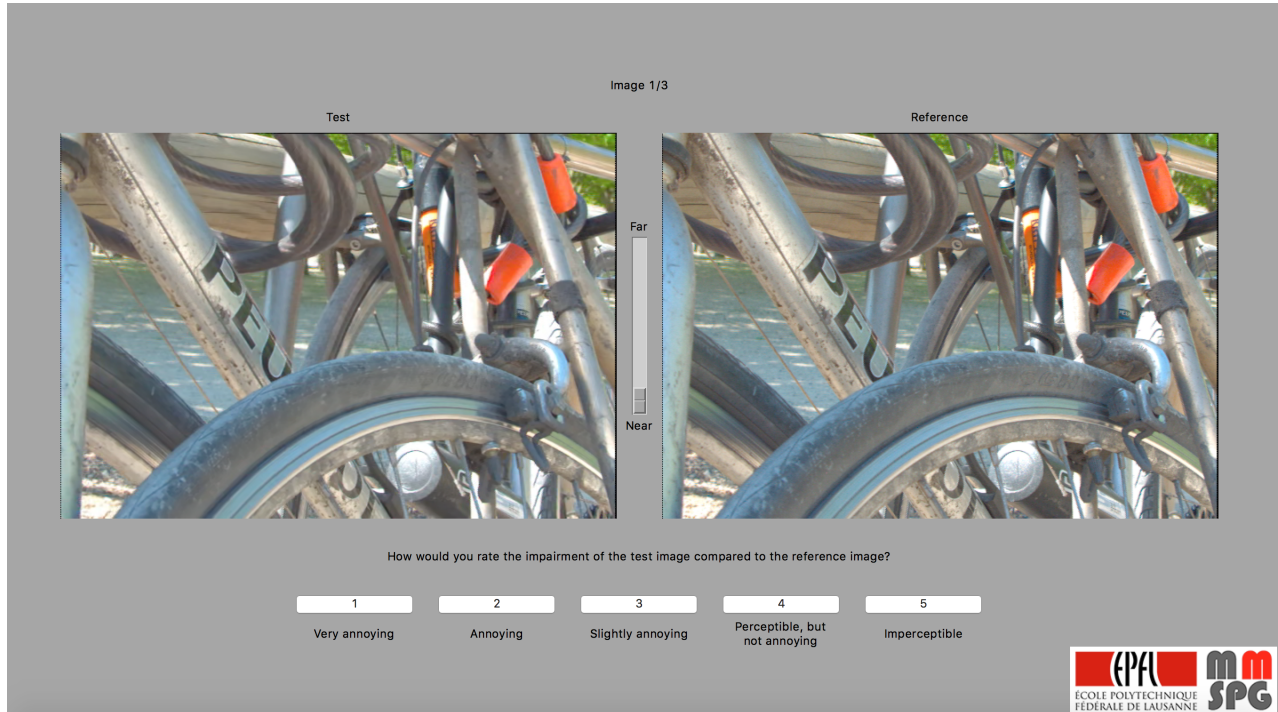 Image 1/3
Test
Reference
PEU
PEU
Far
Near
How would you rate the impairment of the test image compared to the reference image?
1
2
3
4
5
Very annoying
Annoying
Slightly annoying
Perceptible, but
not annoying
Imperceptible
EPFL
ÉCOLE POLYTECHNIQUE
FÉDÉRALE DE LAUSANNE
MM
SPG